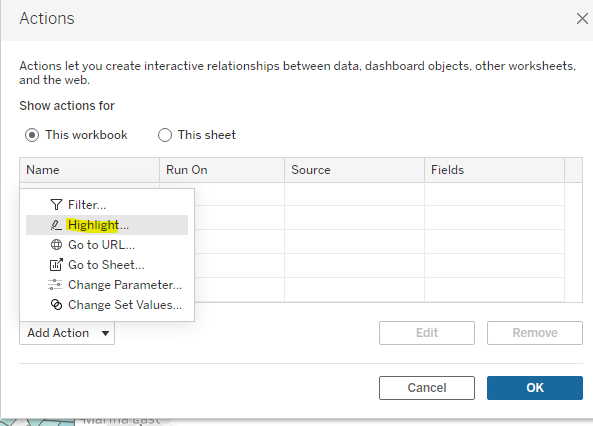 Actions
Actions let you create interactive relationships between data, dashboard objects, other worksheets,
and the web.
Show actions for
This workbook This sheet
Name Run On Source Fields
Filter...
Highlight...
Go to URL...
Go to Sheet...
Change Parameter...
Change Set Values...
Add Action Edit Remove
Cancel OK
Marina East